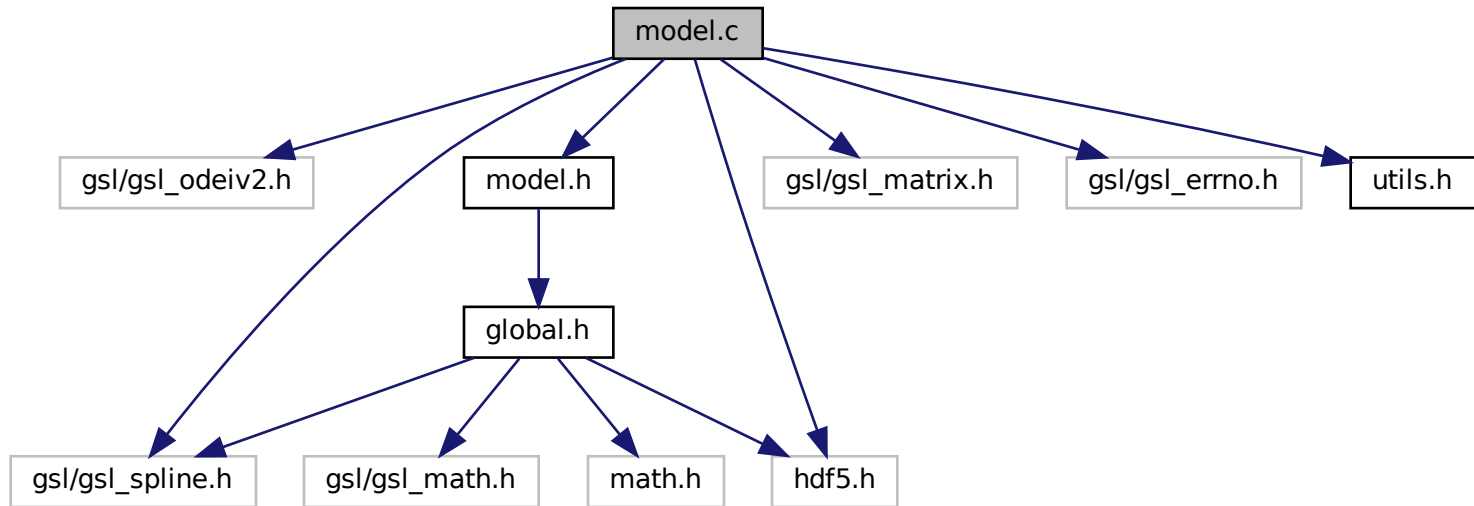 model.c
gsl/gsl_odeiv2.h
model.h
gsl/gsl_matrix.h
gsl/gsl_errno.h
utils.h
global.h
gsl/gsl_spline.h
gsl/gsl_math.h
math.h
hdf5.h